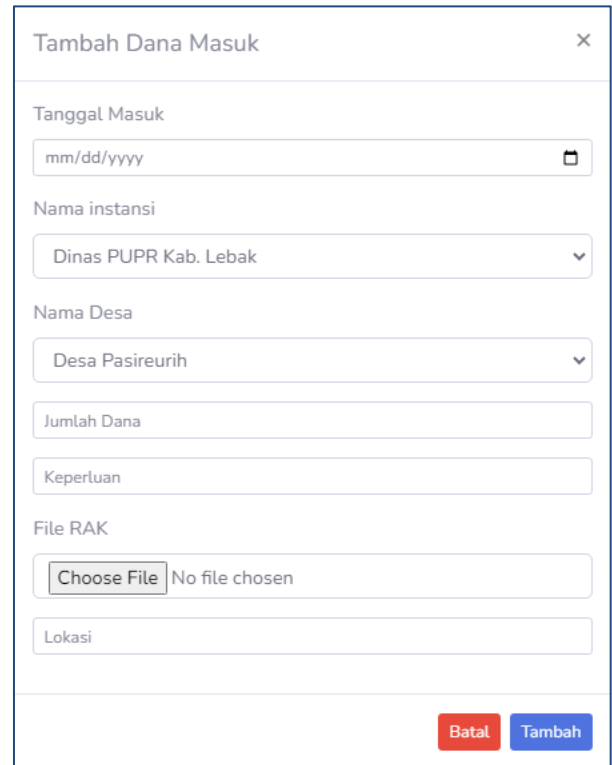 Tambah Dana Masuk ×
Tanggal Masuk
mm/dd/yyyy
Nama instansi
Dinas PUPR Kab. Lebak
Nama Desa
Desa Pasireurih
Jumlah Dana
Keperluan
File RAK
Choose File No file chosen
Lokasi
Batal Tambah